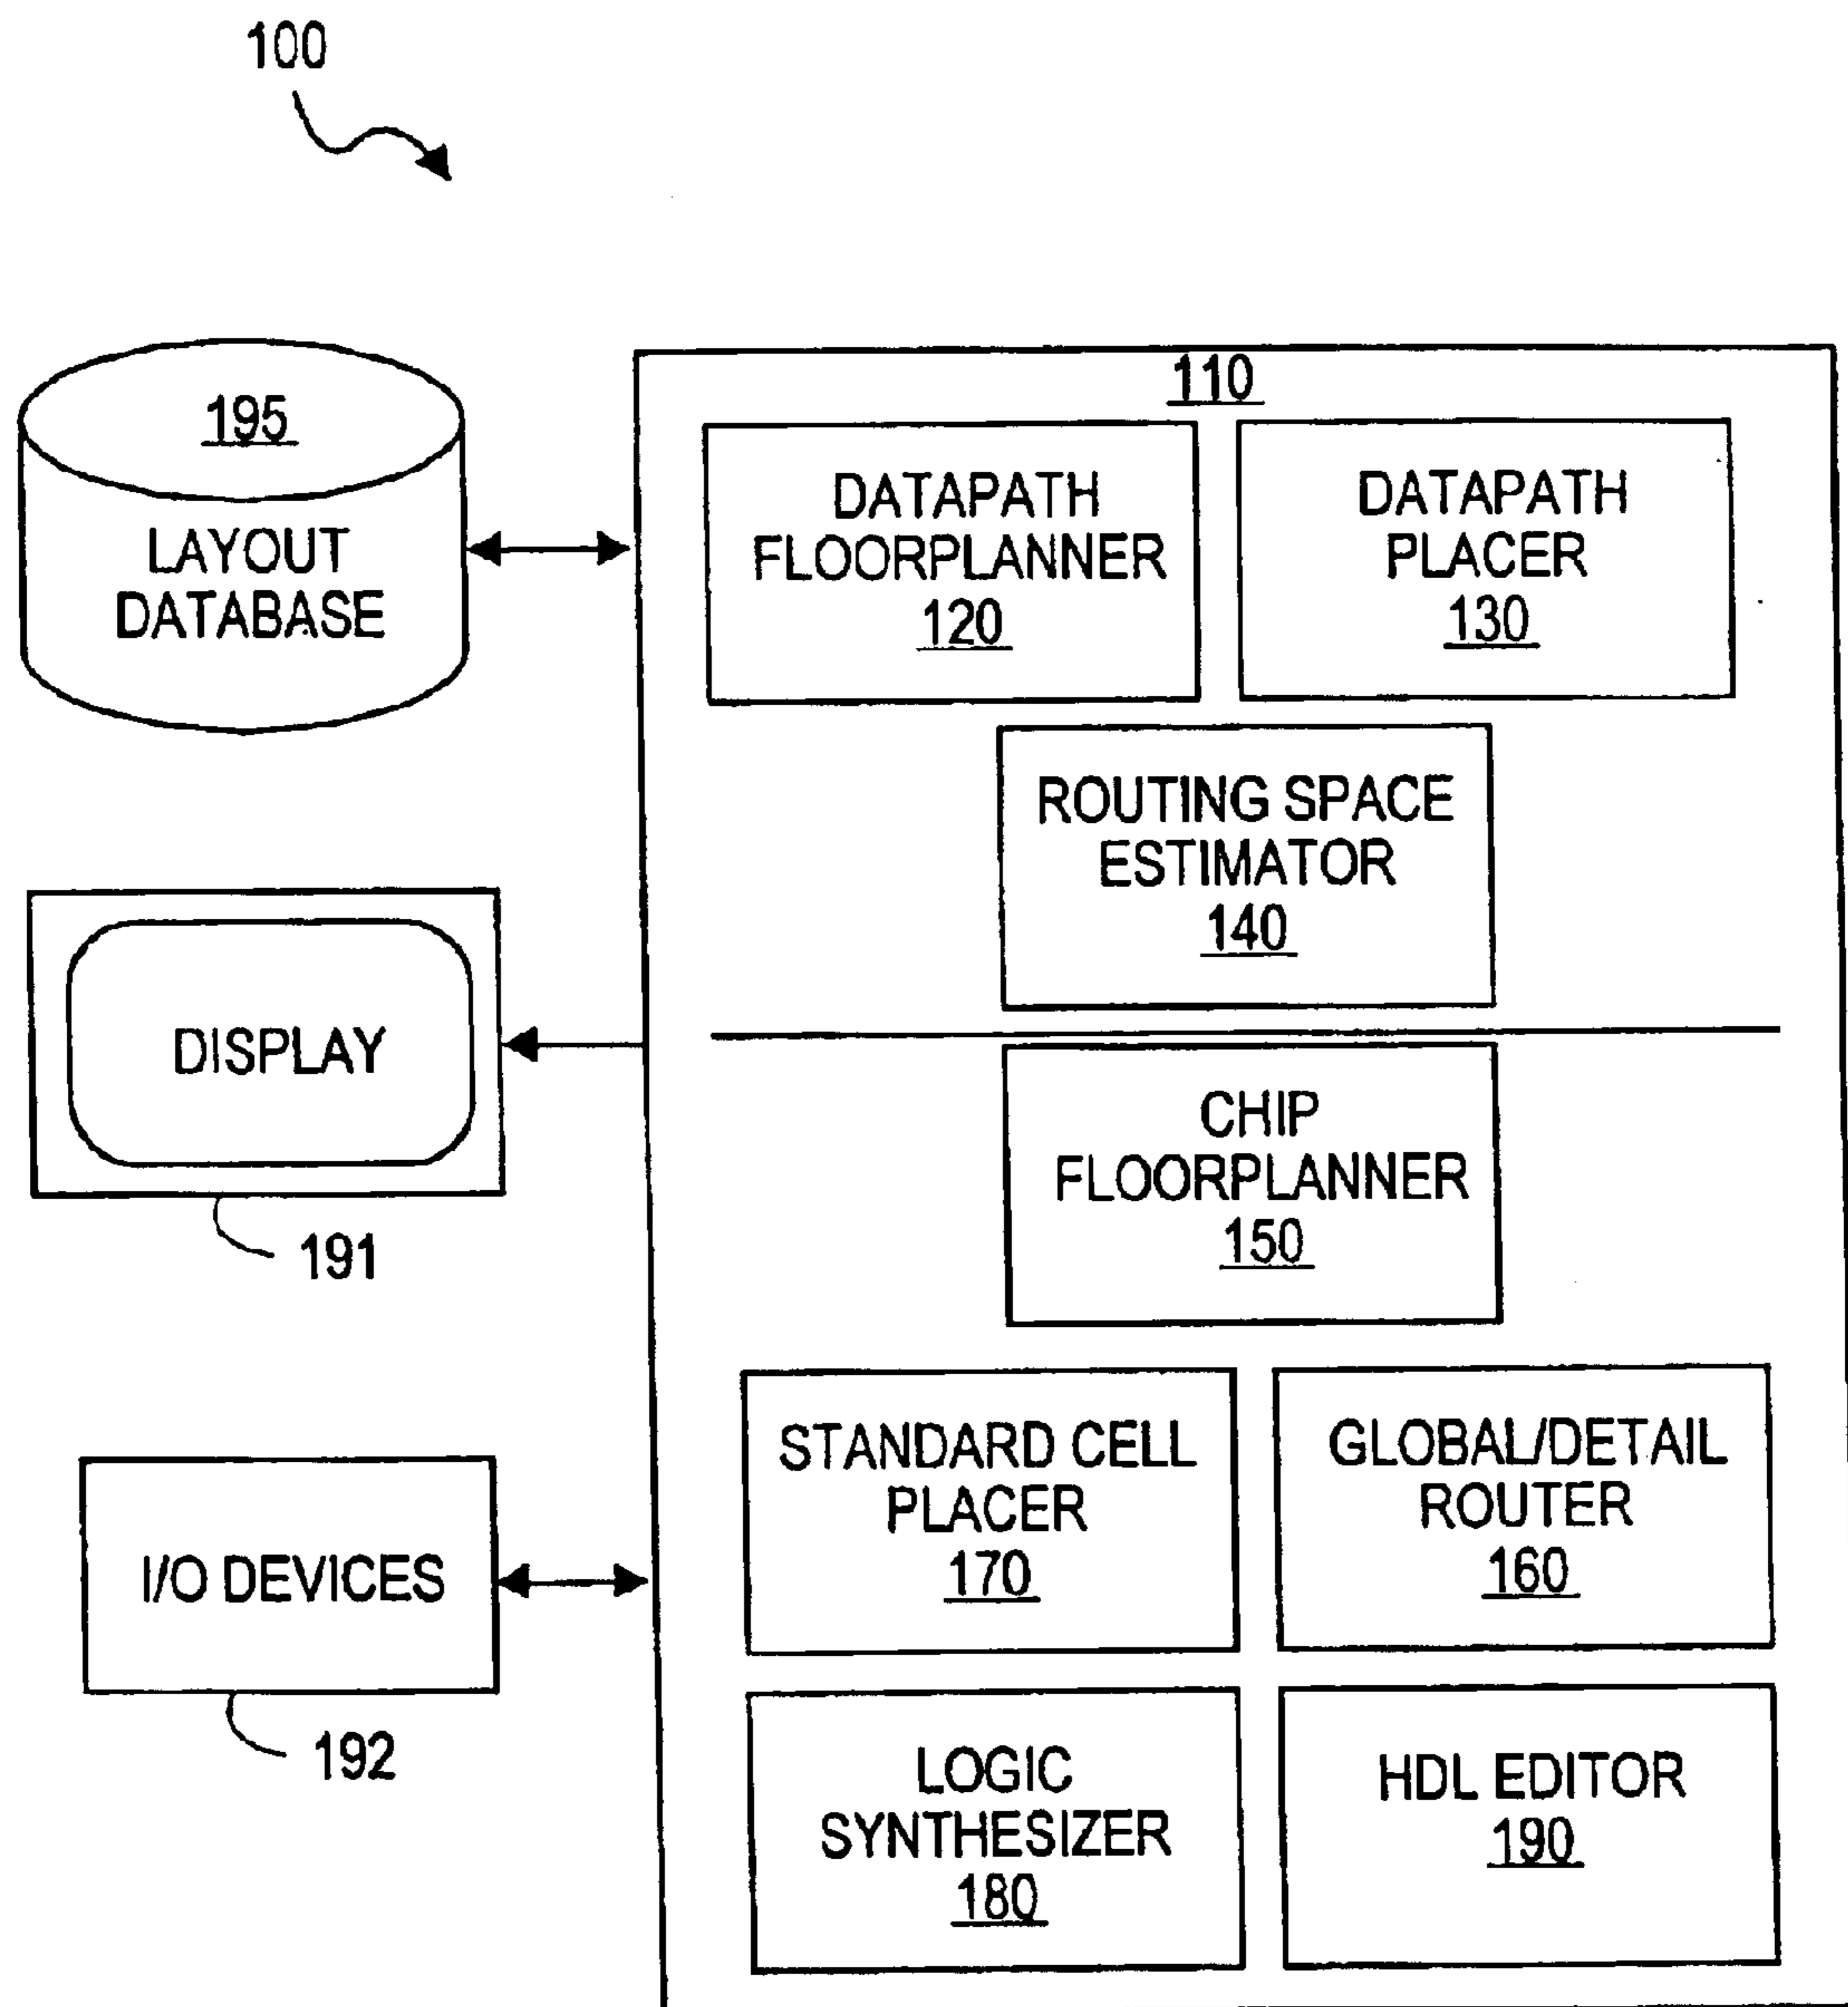 100
195
LAYOUT
DATABASE
DISPLAY
191
I/O DEVICES
192
110
DATAPATH
FLOORPLANNER
120
DATAPATH
PLACER
130
ROUTING SPACE
ESTIMATOR
140
CHIP
FLOORPLANNER
150
STANDARD CELL
PLACER
170
GLOBAL/DETAIL
ROUTER
160
LOGIC
SYNTHESIZER
180
HDL EDITOR
190